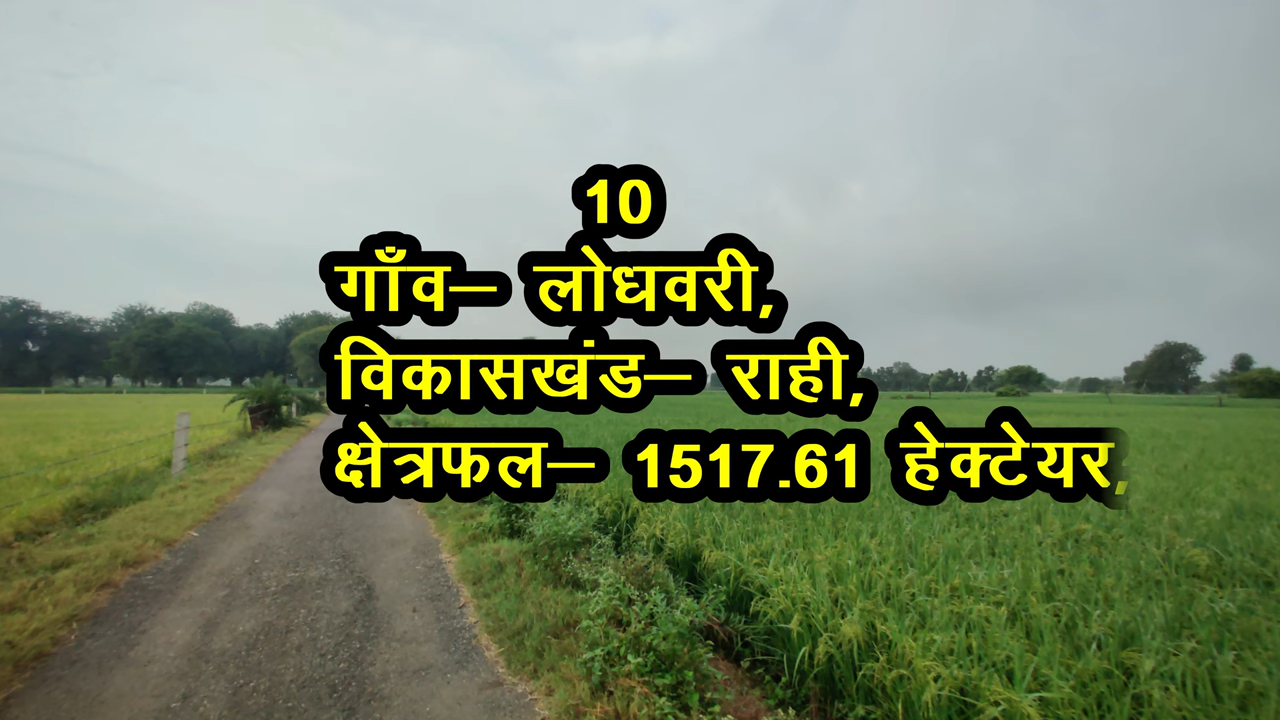 10
गाँव– लोधवरी,
विकासखंड– राही,
क्षेत्रफल– 1517.61 हेक्टेयर,